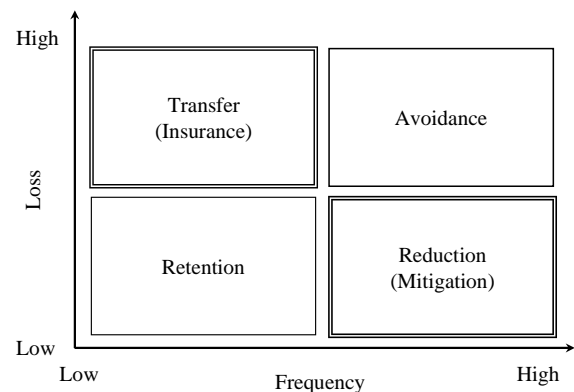 High
Transfer
(Insurance)
Avoidance
Loss
Retention
Reduction
(Mitigation)
Low
Low
Frequency
High